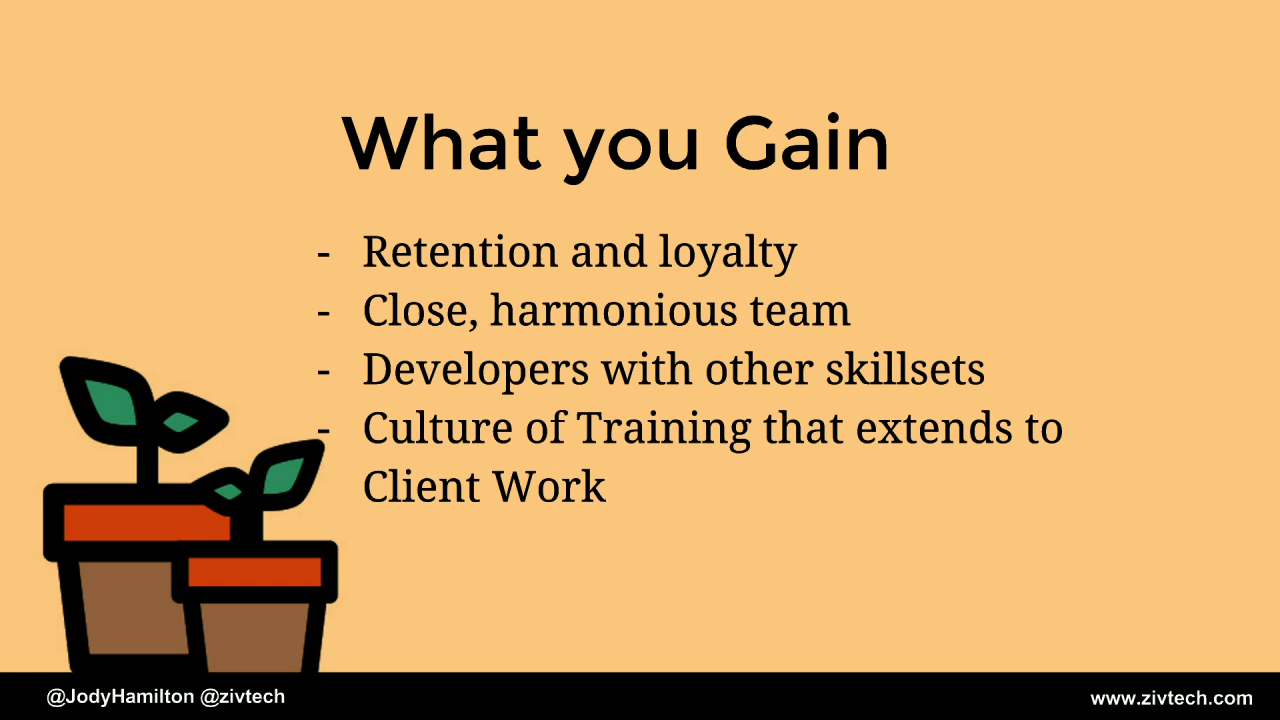 What you Gain
- Retention and loyalty
- Close, harmonious team
- Developers with other skillsets
- Culture of Training that extends to
Client Work
@JodyHamilton @zivtech
www.zivtech.com